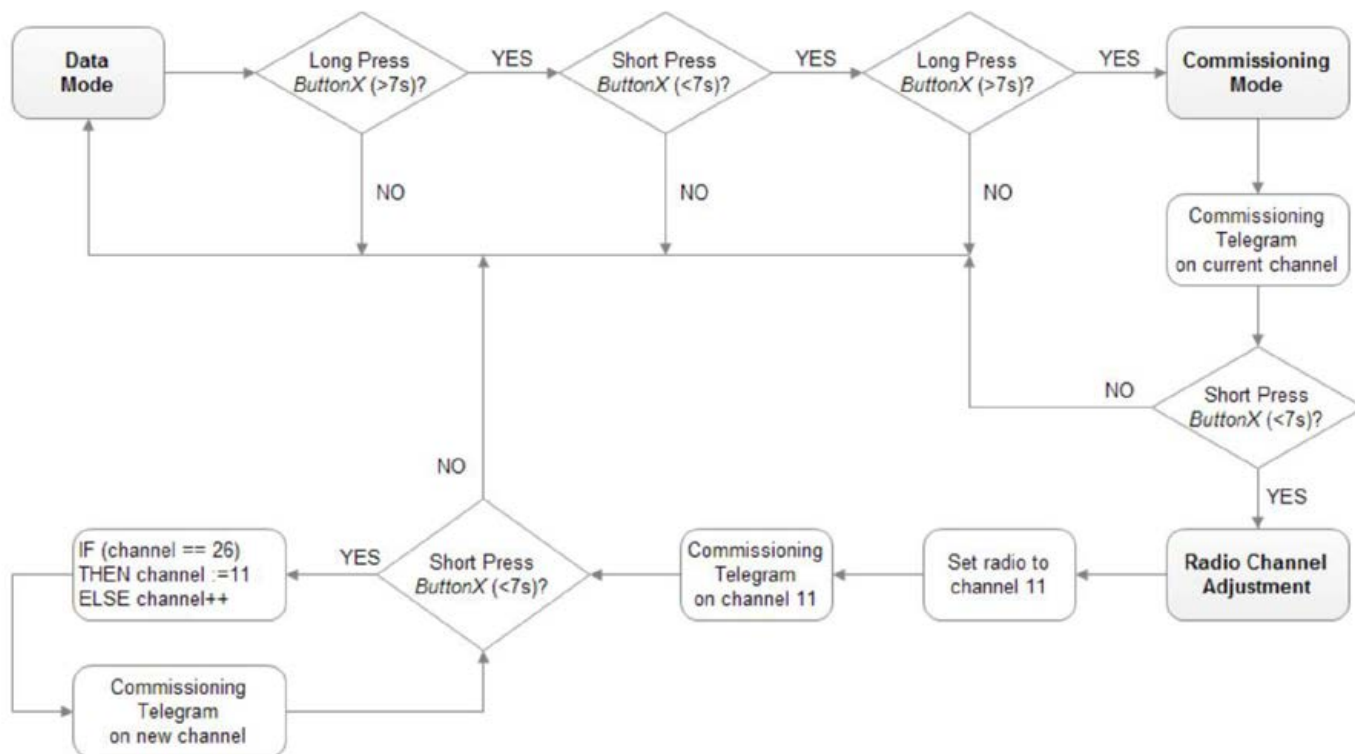 Data
Mode
Long Press
ButtonX (>7s)?
YES
Short Press
ButtonX (<7s)?
YES
Long Press
ButtonX (>7s)?
YES
Commissioning
Mode
NO
NO
NO
Commissioning
Telegram
on current channel
NO
Short Press
ButtonX (<7s)?
YES
Radio Channel
Adjustment
Set radio to
channel 11
Commissioning
Telegram
on channel 11
Short Press
ButtonX (<7s)?
NO
YES
IF (channel == 26)
THEN channel :=11
ELSE channel++
Commissioning
Telegram
on new channel